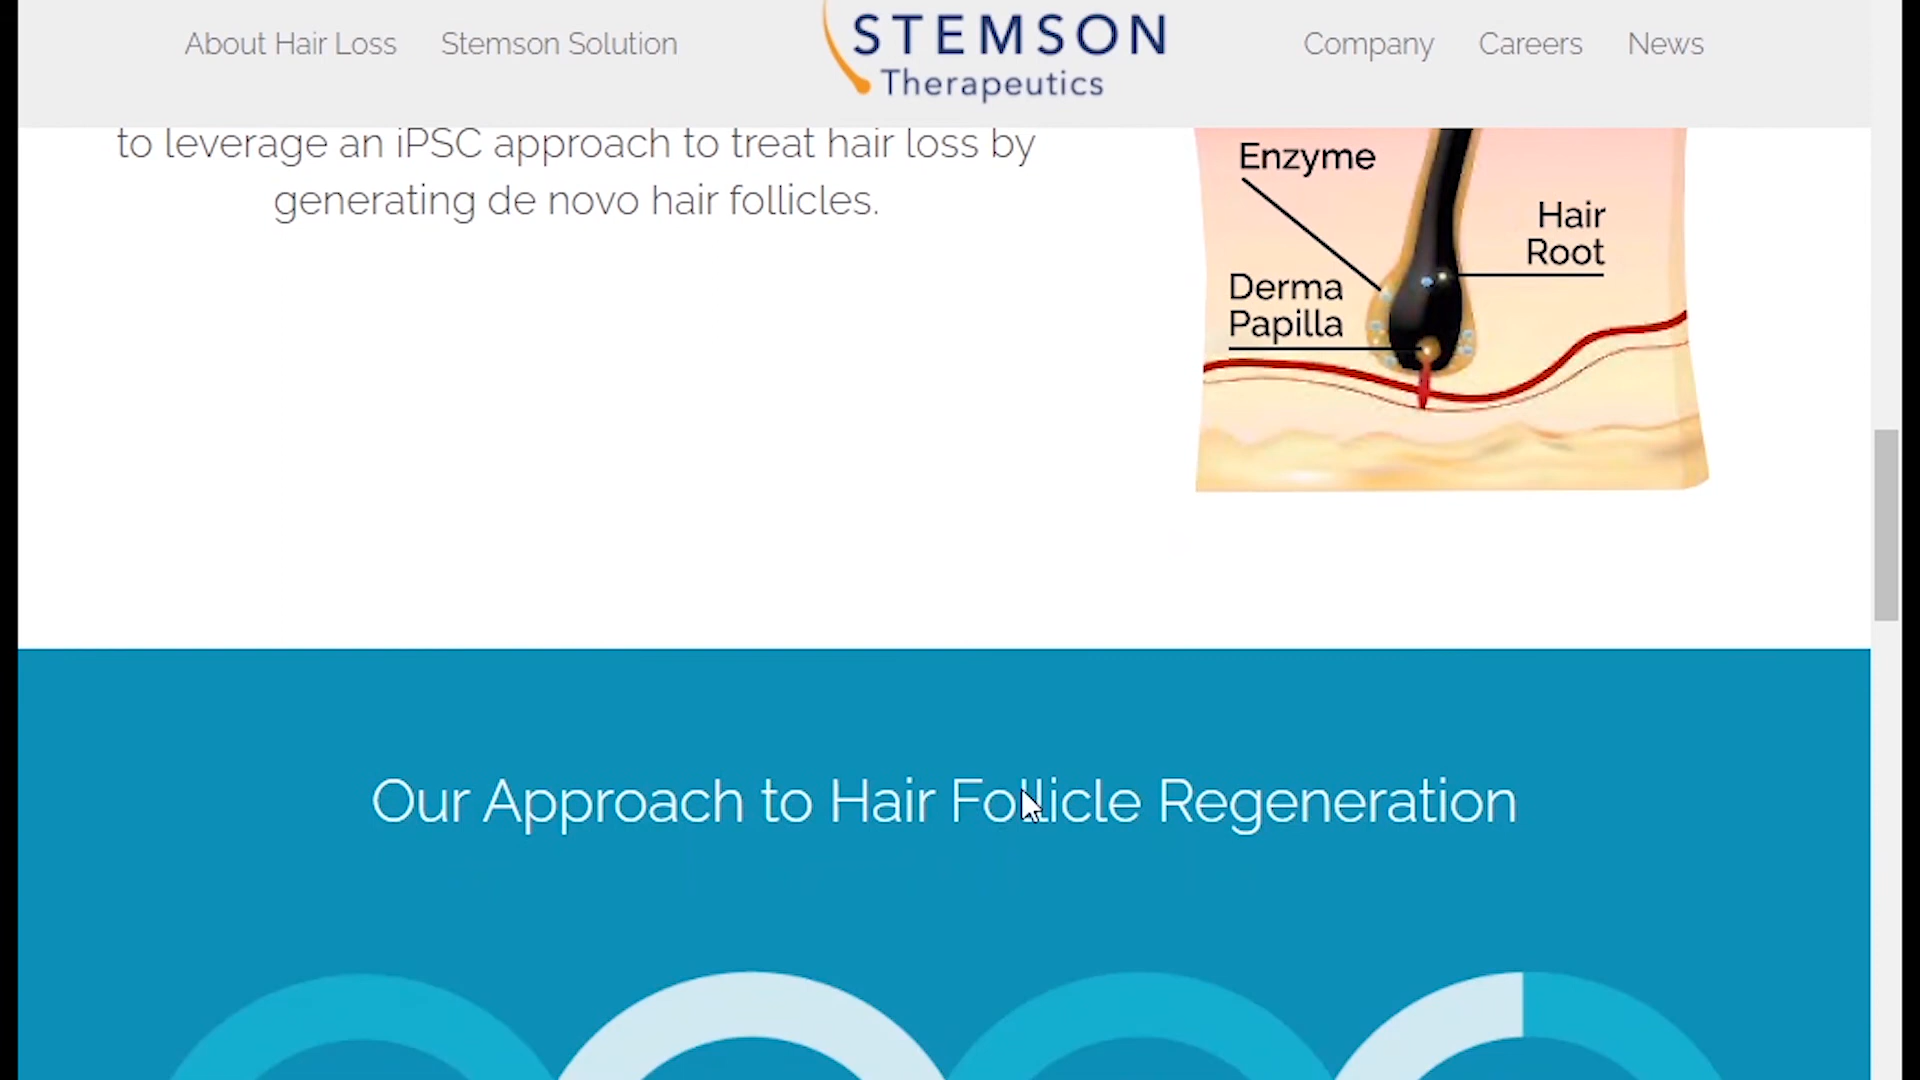 About Hair Loss
Stemson Solution
STEMSON
Therapeutics
Company
Careers
News
to leverage an iPSC approach to treat hair loss by
generating de novo hair follicles.
Enzyme
Hair
Root
Derma
Papilla
Our Approach to Hair Follicle Regeneration